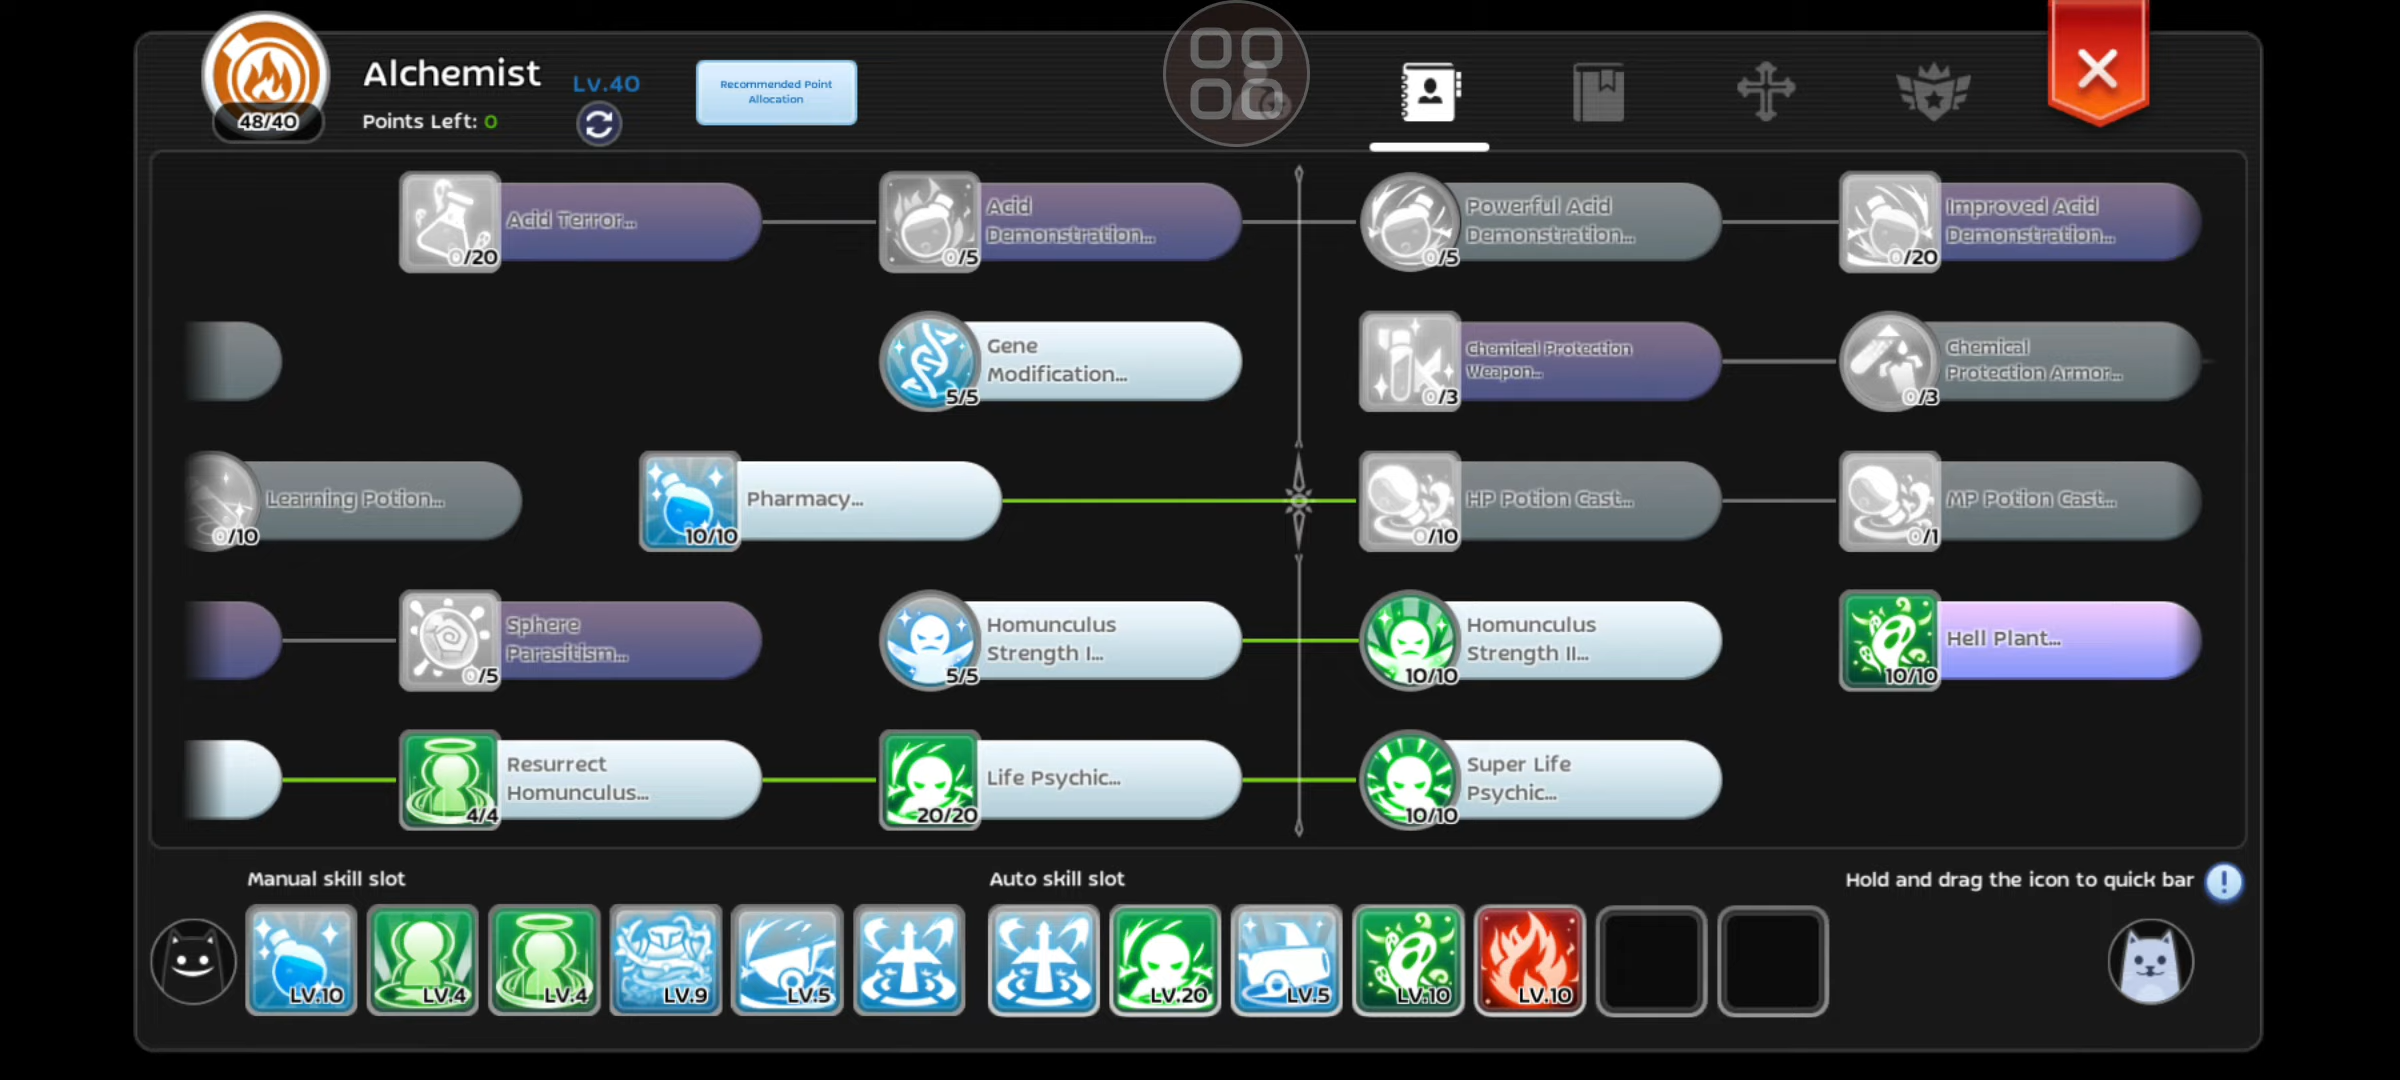 Alchemist
Lv.40
Recommended Point
Allocation
48/40
Points Left: 0
Acid Terror...
0/20
Acid
Demonstration...
0/5
Powerful Acid
Demonstration...
0/5
Improved Acid
Demonstration...
0/20
Gene
Modification...
5/5
Chemical Protection
Weapon...
0/3
Chemical
Protection Armor...
0/3
Learning Potion...
0/10
Pharmacy...
10/10
HP Potion Cast...
0/10
MP Potion Cast...
0/1
Sphere
Parasitism...
0/5
Homunculus
Strength I...
5/5
Homunculus
Strength II...
10/10
Hell Plant...
10/10
Resurrect
Homunculus...
4/4
Life Psychic...
20/20
Super Life
Psychic...
10/10
Manual skill slot
Auto skill slot
Hold and drag the icon to quick bar
LV.10
LV.4
LV.4
LV.9
LV.5
LV.20
LV.5
LV.10
LV.10